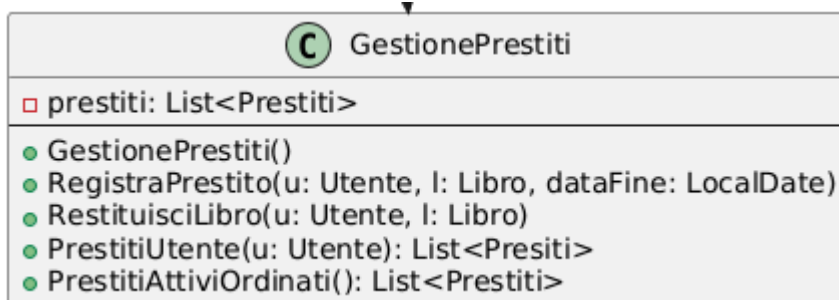 C GestionePrestiti
prestiti: List<Prestiti>
GestionePrestiti()
RegistraPrestito(u: Utente, l: Libro, dataFine: LocalDate)
RestituisciLibro(u: Utente, l: Libro)
PrestitiUtente(u: Utente): List<Presiti>
PrestitiAttiviOrdinati(): List<Prestiti>